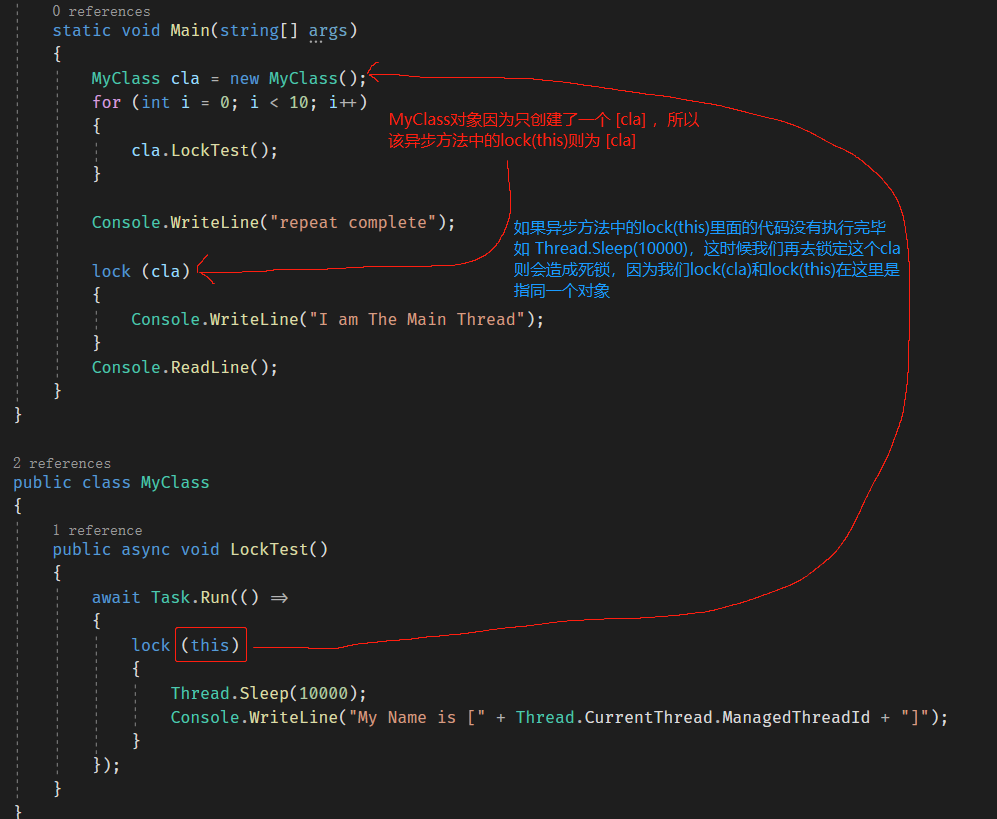 0 references
static void Main(string[] args)
{
MyClass cla = new MyClass();
for (int i = 0; i < 10; i++)
{
cla.LockTest();
}
MyClass对象因为只创建了一个 [cla] ，所以
该异步方法中的lock(this)则为 [cla]
Console.WriteLine("repeat complete");
如果异步方法中的lock(this)里面的代码没有执行完毕
如 Thread.Sleep(10000)，这时候我们再去锁定这个cla
则会造成死锁，因为我们lock(cla)和lock(this)在这里是
指同一个对象
lock (cla)
{
Console.WriteLine("I am The Main Thread");
}
Console.ReadLine();
}
}
2 references
public class MyClass
{
1 reference
public async void LockTest()
{
await Task.Run(() =>
{
lock (this)
{
Thread.Sleep(10000);
Console.WriteLine("My Name is [" + Thread.CurrentThread.ManagedThreadId + "]");
}
});
}
}